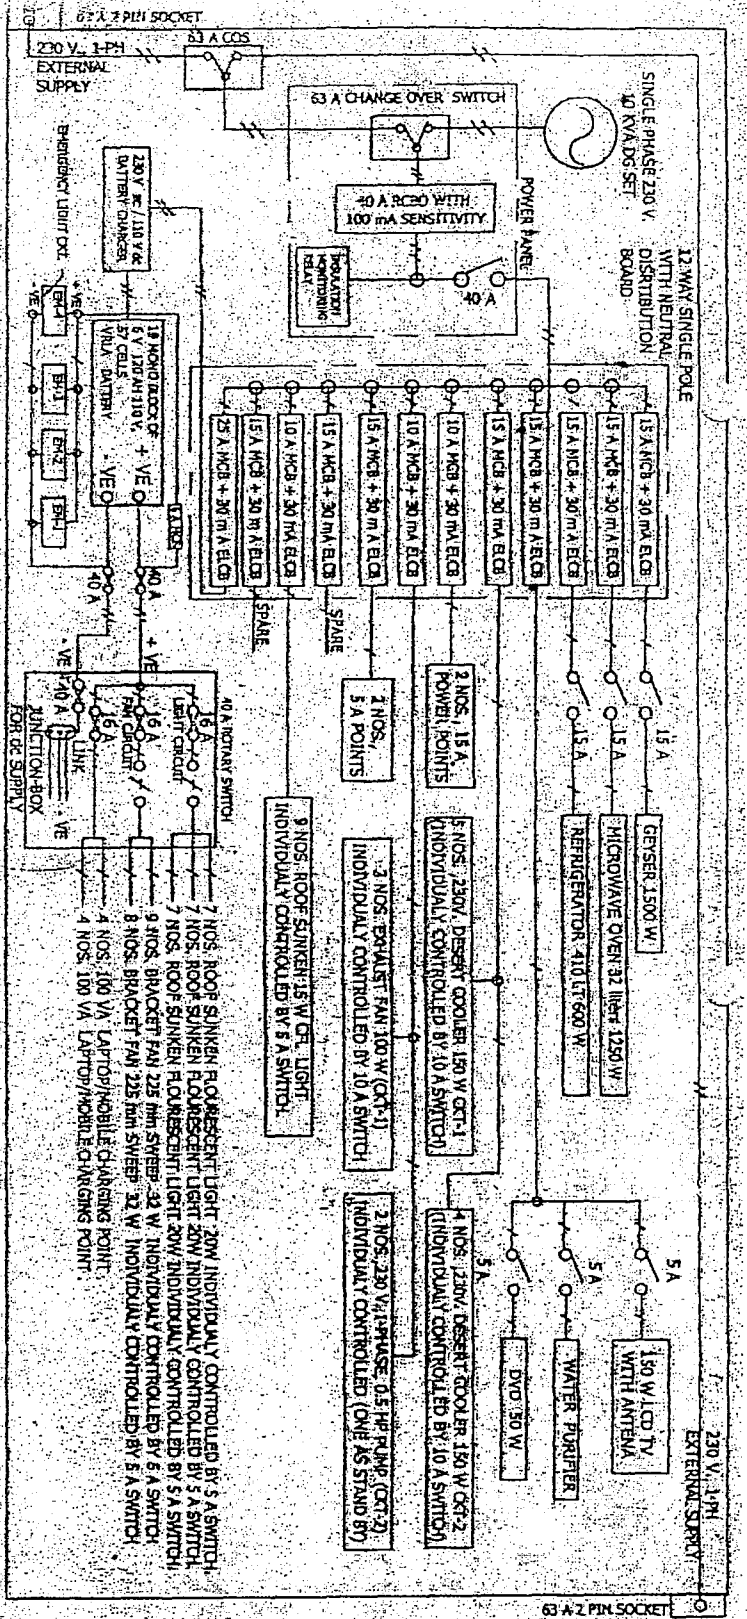 63 A 2 PIN SOCKET
230 V., 1-PH
EXTERNAL
SUPPLY
63 A COS
63 A CHANGE OVER SWITCH
SINGLE PHASE 230 V.
10 KVA DG SET
40 A RCBO WITH
100 mA SENSITIVITY
POWER PANEL
INSULATION
MONITORING
RELAY
40 A
12 WAY SINGLE POLE
WITH NEUTRAL
DISRTIBUTION
BOARD
EMERGENCY LIGHT CKT.
230 V ac / 110 V dc
BATTERY CHARGER
- VE
+ VE
EM-1
EM-2
EM-1
19 MONO BLOCK OF
6 V, 120 AH 110 V.
57 CELLS
VRLA BATTERY
- VE
+ VE
25 A MCB + 30 m A ELCB
15 A MCB + 30 m A ELCB
10 A MCB + 30 mA ELCB
15 A MCB + 30 m A ELCB
15 A MCB + 30 m A ELCB
10 A MCB + 30 m A ELCB
10 A MCB + 30 mA ELCB
15 A MCB + 30 mA ELCB
15 A MCB + 30 m A ELCB
15 A MCB + 30 m A ELCB
15 A MCB + 30 m A ELCB
15 A MCB + 30 mA ELCB
SPARE
SPARE
40 A
40 A
- VE
+ VE
40 A
16 A
16 A
FAN CIRCUIT
16 A
LIGHT CIRCUIT
40 A ROTARY SWITCH
LINK
- VE
JUNCTION BOX
FOR DC SUPPLY
2 NOS.,
5 A POINTS
2 NOS., 15 A,
POWER POINTS
15 A
15 A
15 A
GEYSER 1500 W
MICROWAVE OVEN 32 liters 1250 W
REFRIGERATOR 410 LT 600 W
5 NOS., 230V. DESERT COOLER 150 W CKT-1
(INDIVIDUALY CONTROLLED BY 10 A SWITCH)
3 NOS. EXHAUST FAN 100 W (CKT-1)
INDIVIDUALY CONTROLLED BY 10 A SWITCH
9 NOS. ROOF SUNKEN 15 W CFL LIGHT
INDIVIDUALY CONTROLLED BY 5 A SWITCH.
7 NOS. ROOF SUNKEN FLOURESCENT LIGHT 20W INDIVIDUALY CONTROLLED BY 5 A SWITCH.
7 NOS. ROOF SUNKEN FLOURESCENT LIGHT 20W INDIVIDUALY CONTROLLED BY 5 A SWITCH.
7 NOS. ROOF SUNKEN FLOURESCENT LIGHT 20W INDIVIDUALY CONTROLLED BY 5 A SWITCH.
9 NOS. BRACKET FAN 225 mm SWEEP 32 W INDIVIDUALY CONTROLLED BY 5 A SWITCH
8 NOS. BRACKET FAN 225 mm SWEEP 32 W INDIVIDUALY CONTROLLED BY 5 A SWITCH
4 NOS. 100 VA LAPTOP/MOBILE CHARGING POINT.
4 NOS. 100 VA LAPTOP/MOBILE CHARGING POINT.
4 NOS., 230V. DESERT COOLER 150 W CKT-2
(INDIVIDUALY CONTROLLED BY 10 A SWITCH)
2 NOS. 230 V., 1-PHASE 0.5 HP PUMP (CKT-2)
INDIVIDUALY CONTROLLED (ONE AS STAND BY)
5 A
5 A
5 A
150 W LCD TV
WITH ANTENA
WATER PURIFIER
DVD 50 W
230 V., 1-PH
EXTERNAL SUPPLY
63 A 2 PIN SOCKET